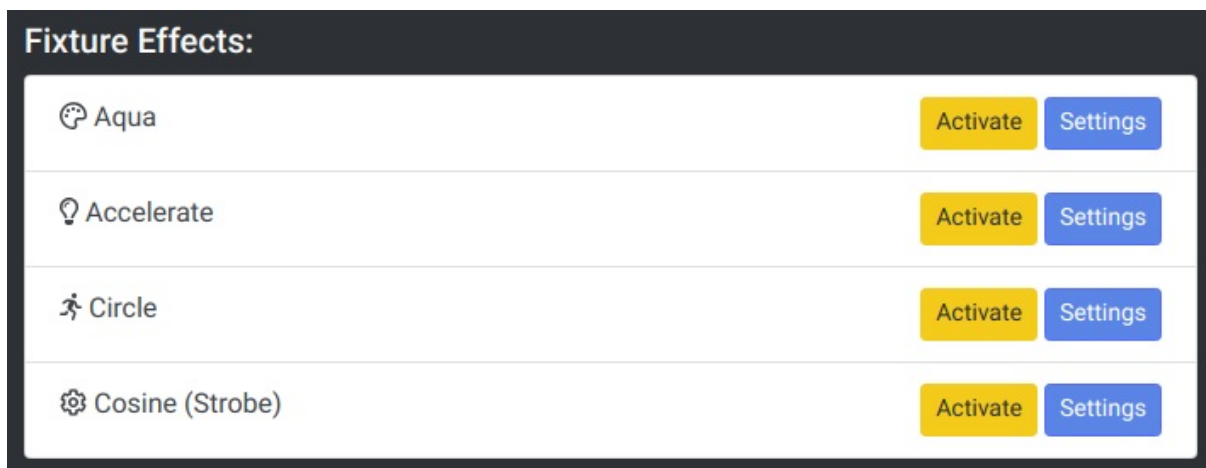 Fixture Effects:
Aqua Activate Settings
Accelerate Activate Settings
Circle Activate Settings
Cosine (Strobe) Activate Settings